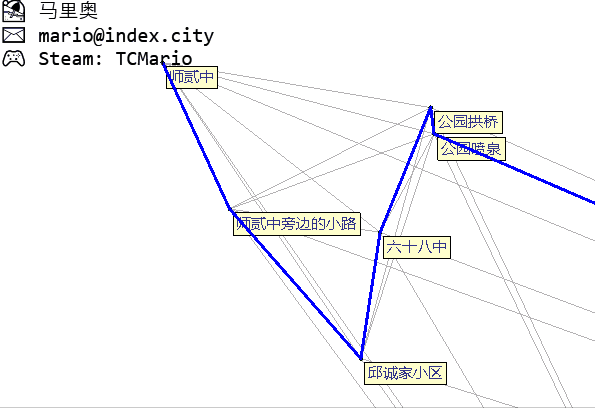 马里奥
mario@index.city
Steam: TCMario
师贰中
公园拱桥
公园喷泉
师贰中旁边的小路
六十八中
邱诚家小区